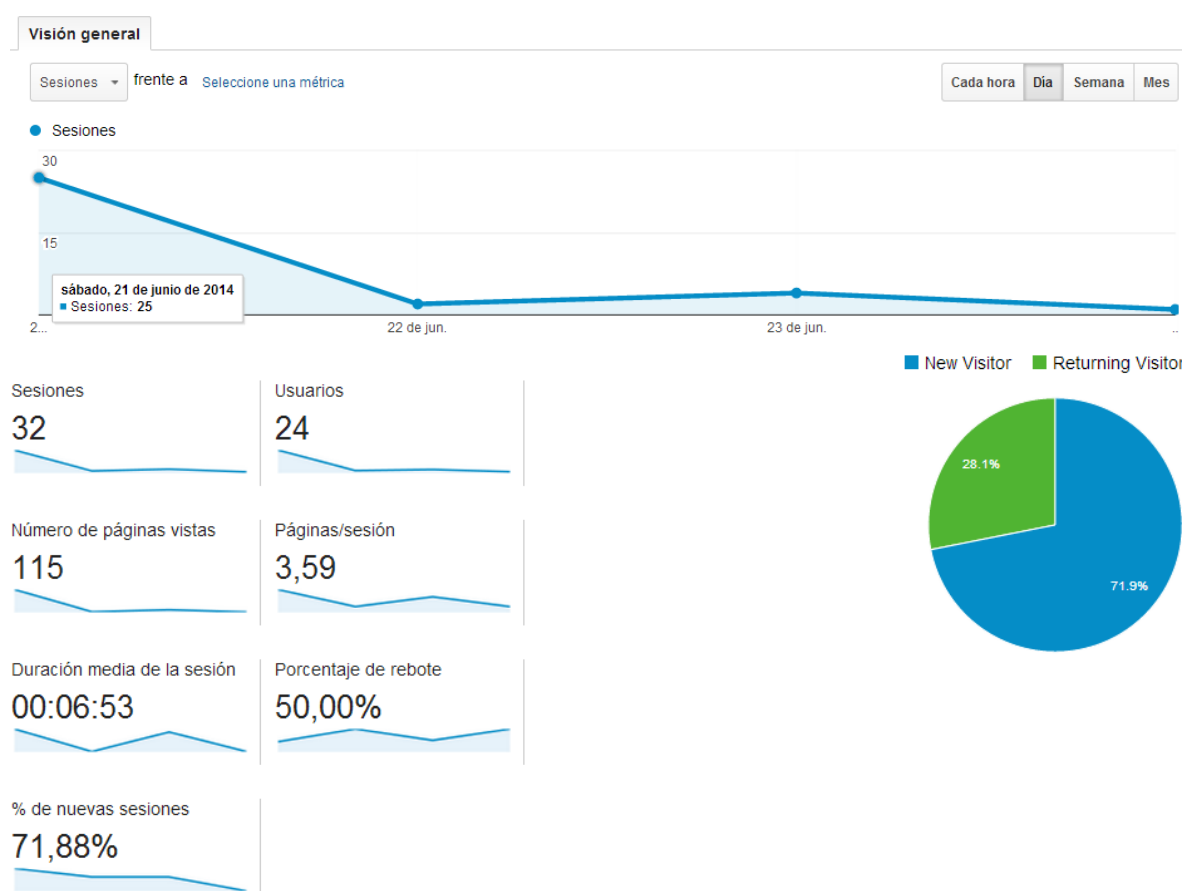 Visión general
Sesiones frente a Seleccione una métrica
Cada hora Día Semana Mes
Sesiones
30
15
sábado, 21 de junio de 2014
Sesiones: 25
2... 22 de jun. 23 de jun. ..
New Visitor Returning Visitor
Sesiones Usuarios
32 24
28.1%
Número de páginas vistas Páginas/sesión
115 3,59
71.9%
Duración media de la sesión Porcentaje de rebote
00:06:53 50,00%
% de nuevas sesiones
71,88%